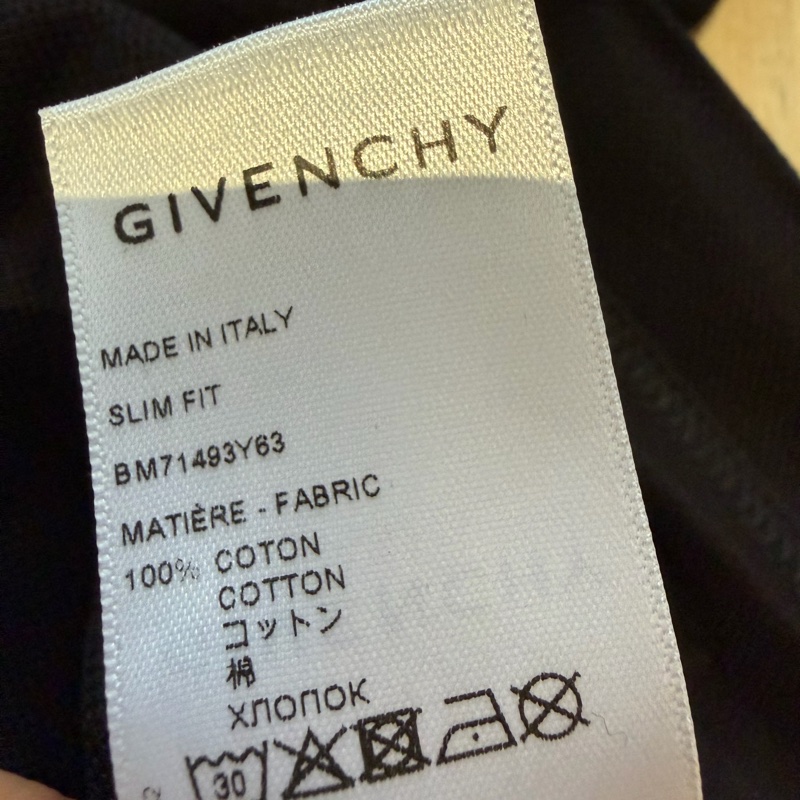 GIVENCHY
MADE IN ITALY
SLIM FIT
BM71493Y63
MATIÈRE - FABRIC
100% COTON
COTTON
コットン
棉
ХЛОПОК
30